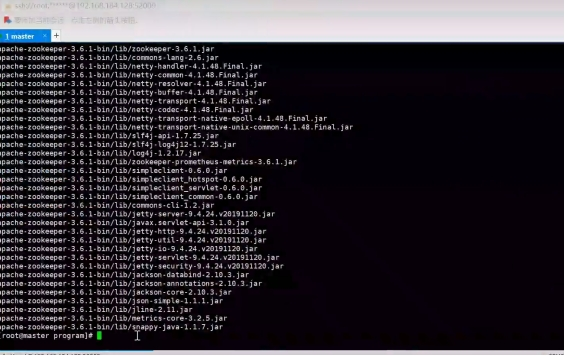 1 master
apache-zookeeper-3.6.1-bin/lib/zookeeper-3.6.1.jar
apache-zookeeper-3.6.1-bin/lib/commons-lang-2.6.jar
apache-zookeeper-3.6.1-bin/lib/netty-handler-4.1.48.Final.jar
apache-zookeeper-3.6.1-bin/lib/netty-common-4.1.48.Final.jar
apache-zookeeper-3.6.1-bin/lib/netty-resolver-4.1.48.Final.jar
apache-zookeeper-3.6.1-bin/lib/netty-buffer-4.1.48.Final.jar
apache-zookeeper-3.6.1-bin/lib/netty-transport-4.1.48.Final.jar
apache-zookeeper-3.6.1-bin/lib/netty-codec-4.1.48.Final.jar
apache-zookeeper-3.6.1-bin/lib/netty-transport-native-epoll-4.1.48.Final.jar
apache-zookeeper-3.6.1-bin/lib/netty-transport-native-unix-common-4.1.48.Final.jar
apache-zookeeper-3.6.1-bin/lib/slf4j-api-1.7.25.jar
apache-zookeeper-3.6.1-bin/lib/slf4j-log4j12-1.7.25.jar
apache-zookeeper-3.6.1-bin/lib/log4j-1.2.17.jar
apache-zookeeper-3.6.1-bin/lib/zookeeper-prometheus-metrics-3.6.1.jar
apache-zookeeper-3.6.1-bin/lib/simpleclient-0.6.0.jar
apache-zookeeper-3.6.1-bin/lib/simpleclient_hotspot-0.6.0.jar
apache-zookeeper-3.6.1-bin/lib/simpleclient_servlet-0.6.0.jar
apache-zookeeper-3.6.1-bin/lib/simpleclient_common-0.6.0.jar
apache-zookeeper-3.6.1-bin/lib/commons-cli-1.2.jar
apache-zookeeper-3.6.1-bin/lib/jetty-server-9.4.24.v20191120.jar
apache-zookeeper-3.6.1-bin/lib/javax.servlet-api-3.1.0.jar
apache-zookeeper-3.6.1-bin/lib/jetty-http-9.4.24.v20191120.jar
apache-zookeeper-3.6.1-bin/lib/jetty-util-9.4.24.v20191120.jar
apache-zookeeper-3.6.1-bin/lib/jetty-io-9.4.24.v20191120.jar
apache-zookeeper-3.6.1-bin/lib/jetty-servlet-9.4.24.v20191120.jar
apache-zookeeper-3.6.1-bin/lib/jetty-security-9.4.24.v20191120.jar
apache-zookeeper-3.6.1-bin/lib/jackson-databind-2.10.3.jar
apache-zookeeper-3.6.1-bin/lib/jackson-annotations-2.10.3.jar
apache-zookeeper-3.6.1-bin/lib/jackson-core-2.10.3.jar
apache-zookeeper-3.6.1-bin/lib/json-simple-1.1.1.jar
apache-zookeeper-3.6.1-bin/lib/jline-2.11.jar
apache-zookeeper-3.6.1-bin/lib/metrics-core-3.2.5.jar
apache-zookeeper-3.6.1-bin/lib/snappy-java-1.1.7.jar
[root@master program]#